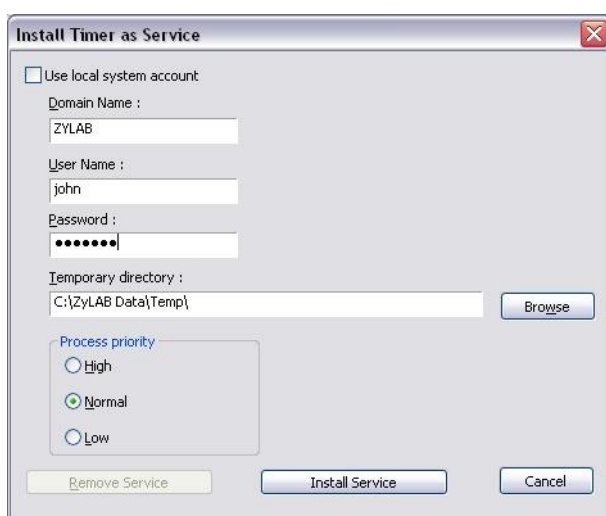 Install Timer as Service
Use local system account
Domain Name :
ZYLAB
User Name :
john
Password :
●●●●●●●
Temporary directory :
C:\ZyLAB Data\Temp\
Browse
Process priority
High
Normal
Low
Remove Service
Install Service
Cancel